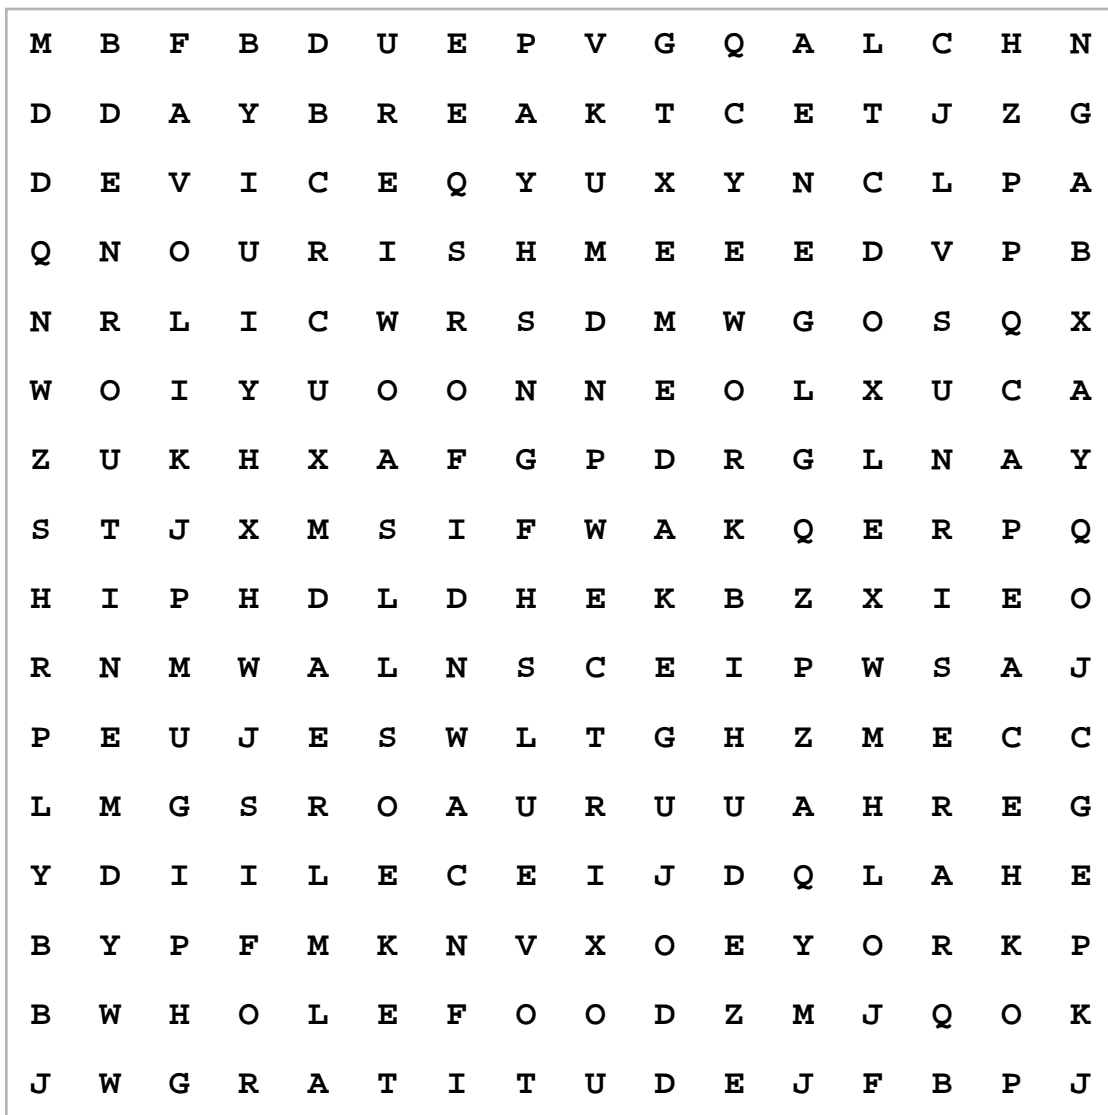 M B F B D U E P V G Q A L C H N
D D A Y B R E A K T C E T J Z G
D E V I C E Q Y U X Y N C L P A
Q N O U R I S H M E E E D V P B
N R L I C W R S D M W G O S Q X
W O I Y U O O N N E O L X U C A
Z U K H X A F G P D R G L N A Y
S T J X M S I F W A K Q E R P Q
H I P H D L D H E K B Z X I E O
R N M W A L N S C E I P W S A J
P E U J E S W L T G H Z M E C C
L M G S R O A U R U U A H R E G
Y D I I L E C E I J D Q L A H E
B Y P F M K N V X O E Y O R K P
B W H O L E F O O D Z M J Q O K
J W G R A T I T U D E J F B P J